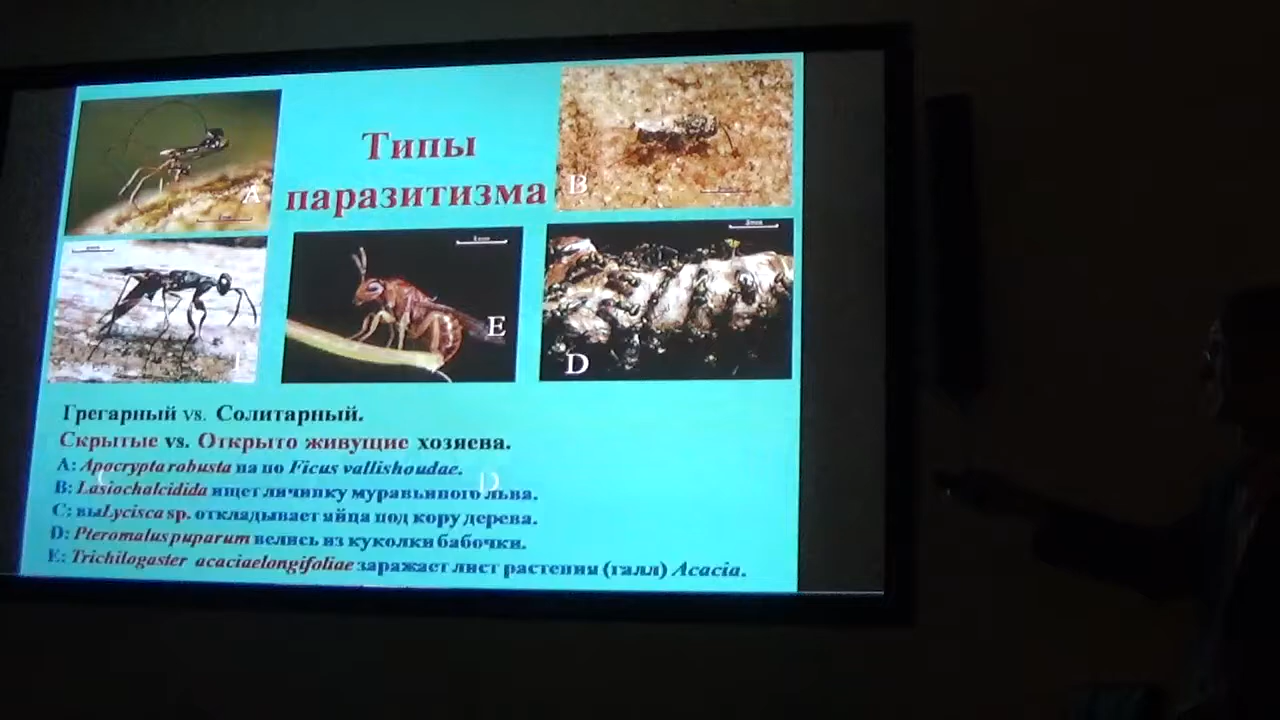 Типы
паразитизма
A
B
E
D
Грегарный vs. Солитарный.
Скрытые vs. Открыто живущие хозяева.
A: Apocrypta robusta на по Ficus vallishoudae.
B: Lasiochalcidida ищет личинку муравьиного льва.
C: выLycisca sp. откладывает яйца под кору дерева.
D: Pteromalus puparum велись из куколки бабочки.
E: Trichilogaster acaciaelongifoliae заражает лист растения (галл) Acacia.